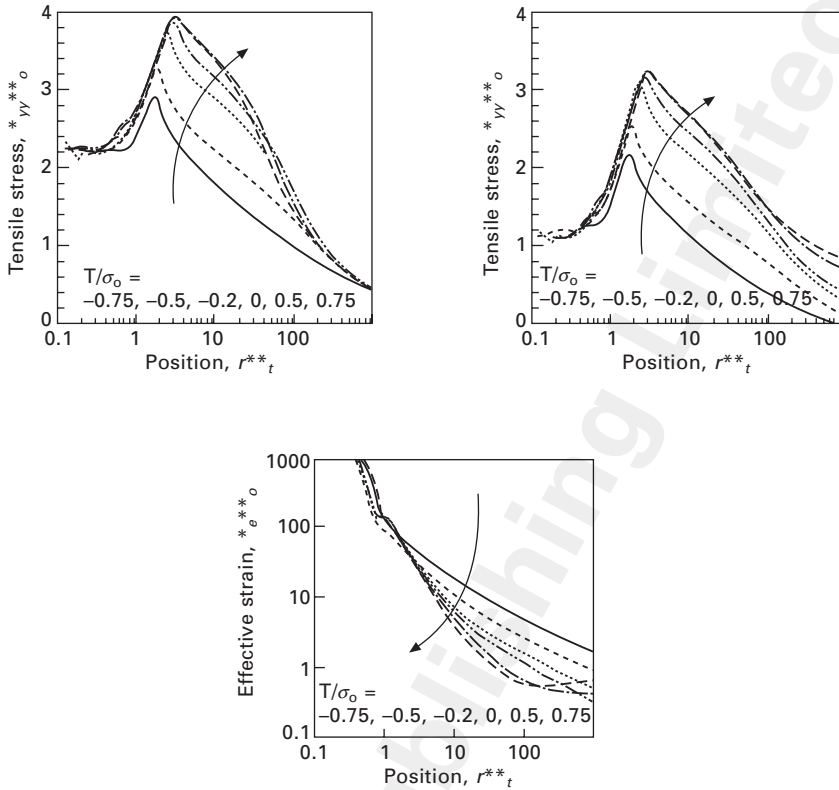 4
3
2
1
0
Tensile stress, *yy**o
T/σo =
–0.75, –0.5, –0.2, 0, 0.5, 0.75
0.1 1 10 100
Position, r**t
4
3
2
1
0
Tensile stress, *yy**o
T/σo =
–0.75, –0.5, –0.2, 0, 0.5, 0.75
0.1 1 10 100
Position, r**t
1000
100
10
1
0.1
Effective strain, *e**o
T/σo =
–0.75, –0.5, –0.2, 0, 0.5, 0.75
0.1 1 10 100
Position, r**t
blishing Limited